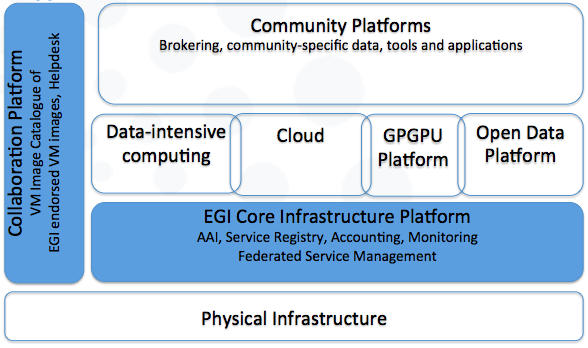 Collaboration Platform
VM Image Catalogue of
EGI endorsed VM images, Helpdesk
Community Platforms
Brokering, community-specific data, tools and applications
Data-intensive
computing
Cloud
GPGPU
Platform
Open Data
Platform
EGI Core Infrastructure Platform
AAI, Service Registry, Accounting, Monitoring
Federated Service Management
Physical Infrastructure